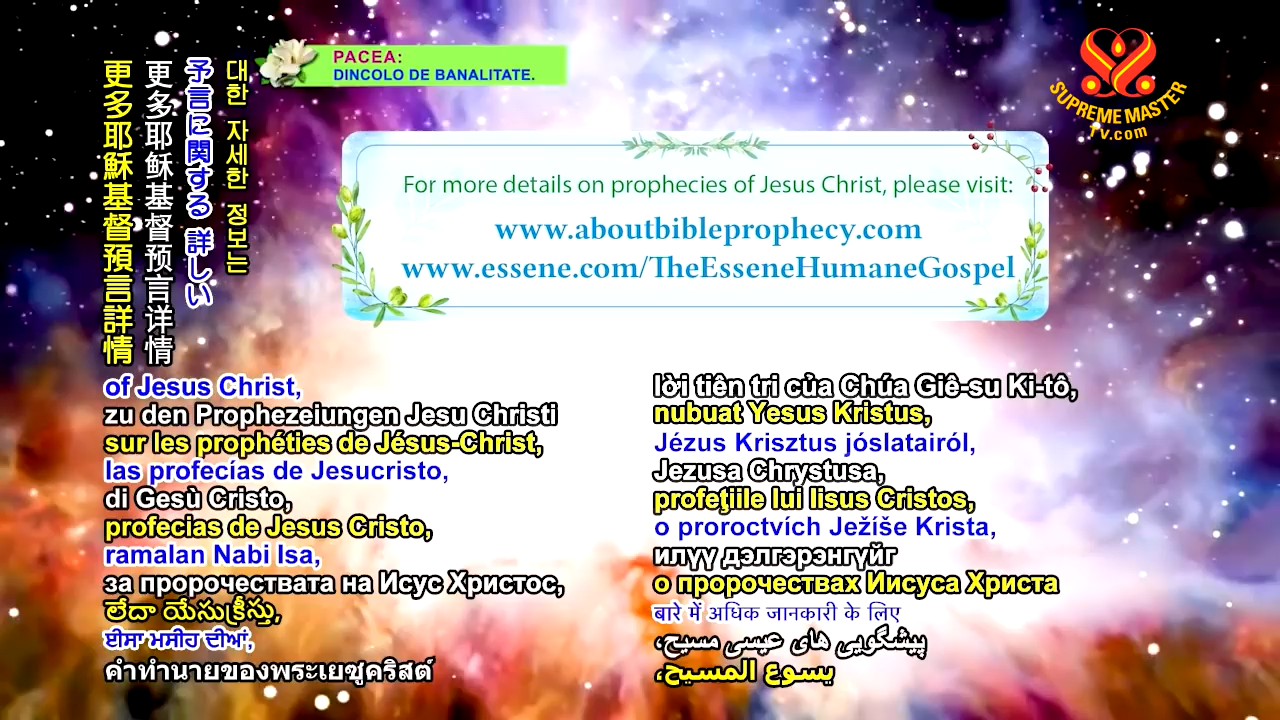 PACEA:
DINCOLO DE BANALITATE.
SUPREME MASTER
TV.com
대한 자세한 정보는
予言に関する 詳しい
更多耶稣基督预言详情
更多耶穌基督預言詳情
For more details on prophecies of Jesus Christ, please visit:
www.aboutbibleprophecy.com
www.essene.com/TheEsseneHumaneGospel
of Jesus Christ,
zu den Prophezeiungen Jesu Christi
sur les prophéties de Jésus-Christ,
las profecías de Jesucristo,
di Gesù Cristo,
profecias de Jesus Cristo,
ramalan Nabi Isa,
за пророчествата на Исус Христос,
లేదా యేసుక్రీస్తు,
ਈਸਾ ਮਸੀਹ ਦੀਆਂ,
คำทำนายของพระเยซูคริสต์
lời tiên tri của Chúa Giê-su Ki-tô,
nubuat Yesus Kristus,
Jézus Krisztus jóslatairól,
Jezusa Chrystusa,
profeţiile lui Iisus Cristos,
o proroctvích Ježíše Krista,
илүү дэлгэрэнгүйг
о пророчествах Иисуса Христа
बारे में अधिक जानकारी के लिए
پیشگویی های عیسی مسیح،
يسوع المسيح،